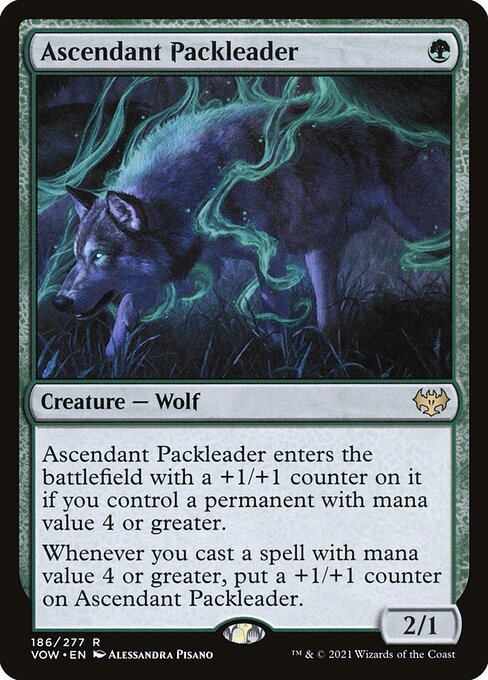 Ascendant Packleader
Creature — Wolf
Ascendant Packleader enters the
battlefield with a +1/+1 counter on it
if you control a permanent with mana
value 4 or greater.
Whenever you cast a spell with mana
value 4 or greater, put a +1/+1 counter
on Ascendant Packleader.
2/1
186/277 R
VOW • EN Alessandra Pisano
™ & © 2021 Wizards of the Coast